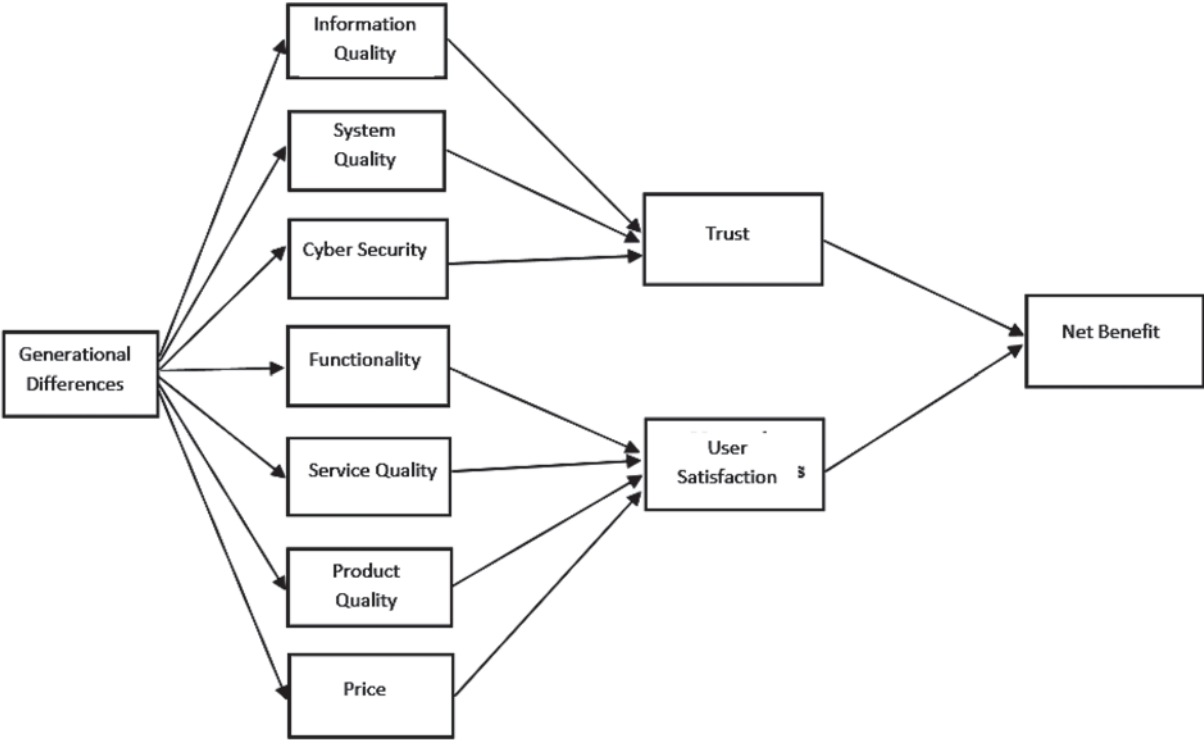 Information
Quality
System
Quality
Cyber Security
Trust
Net Benefit
Generational
Differences
Functionality
User
Satisfaction s
Service Quality
Product
Quality
Price